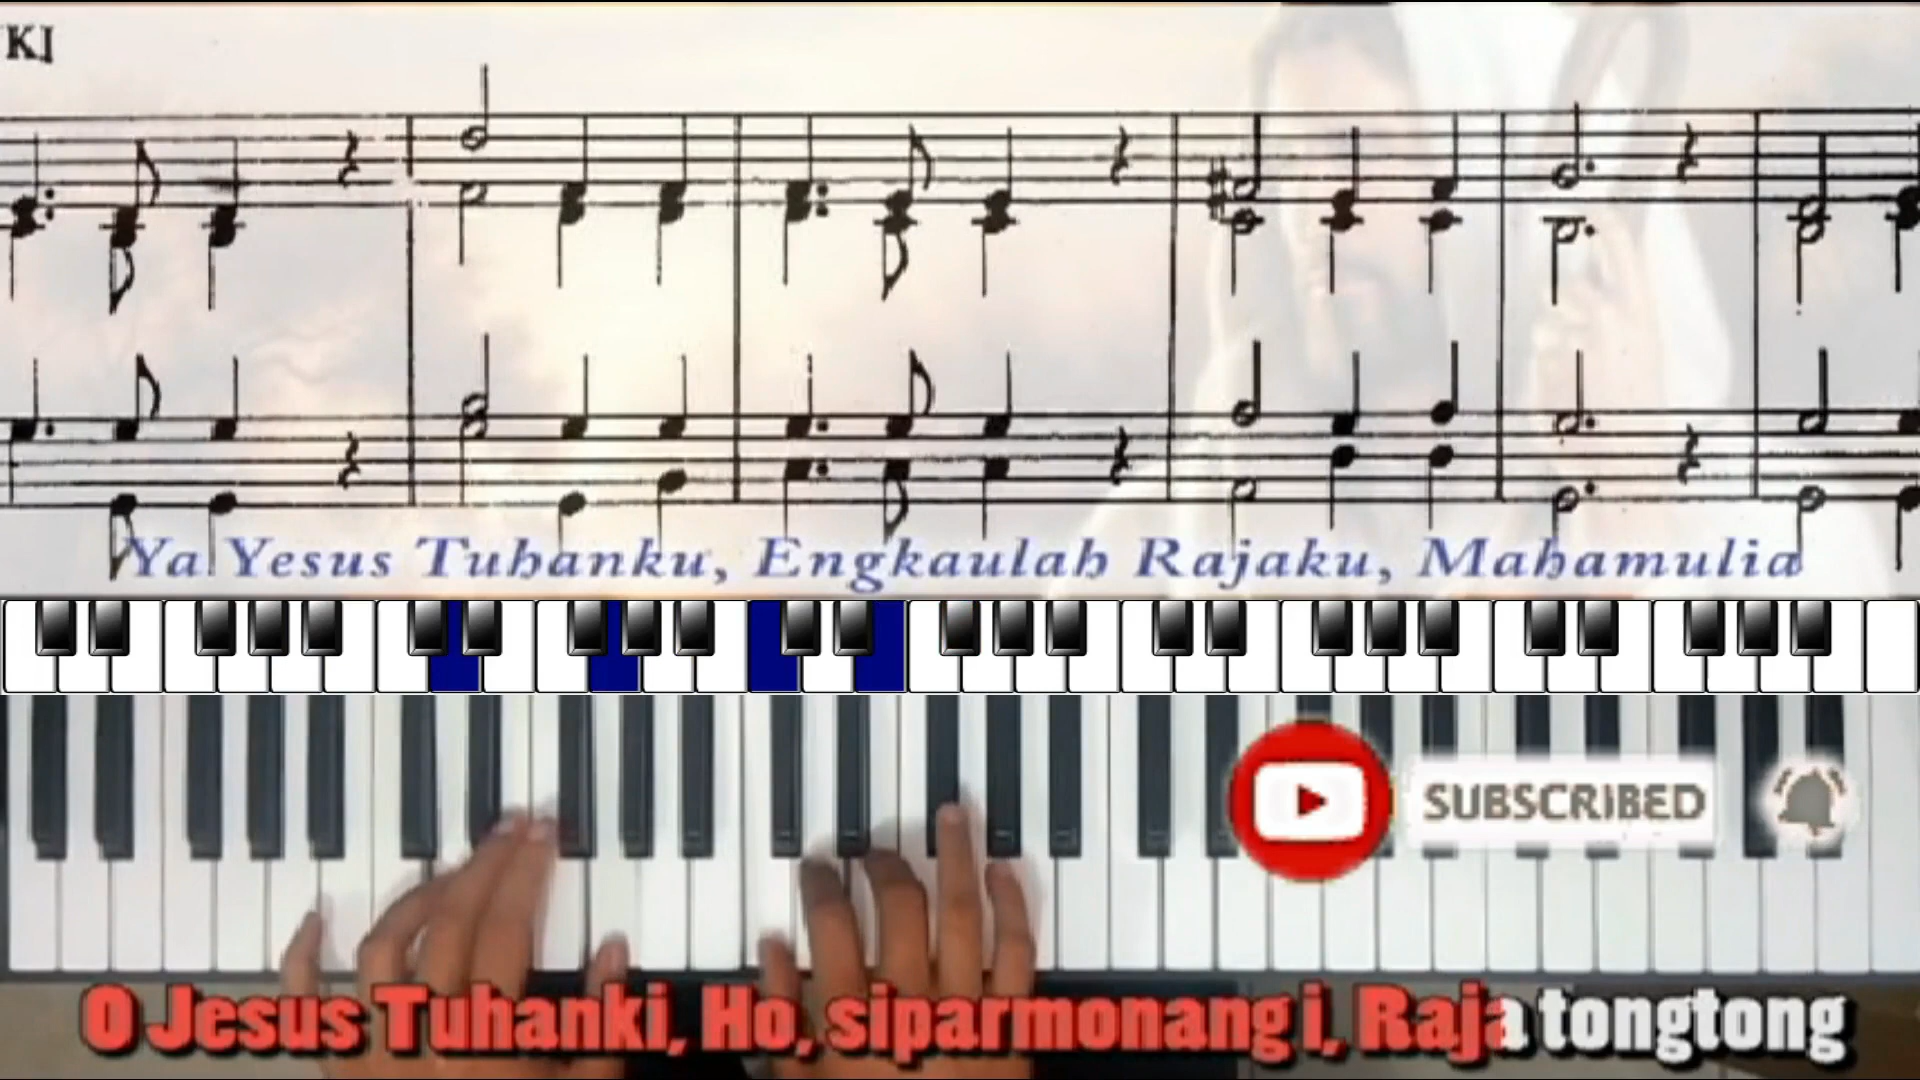 KI
Ya Yesus Tuhanku, Engkaulah Rajaku, Mahamulia
SUBSCRIBED
O Jesus Tuhanki, Ho, siparmonang i, Raja tongtong